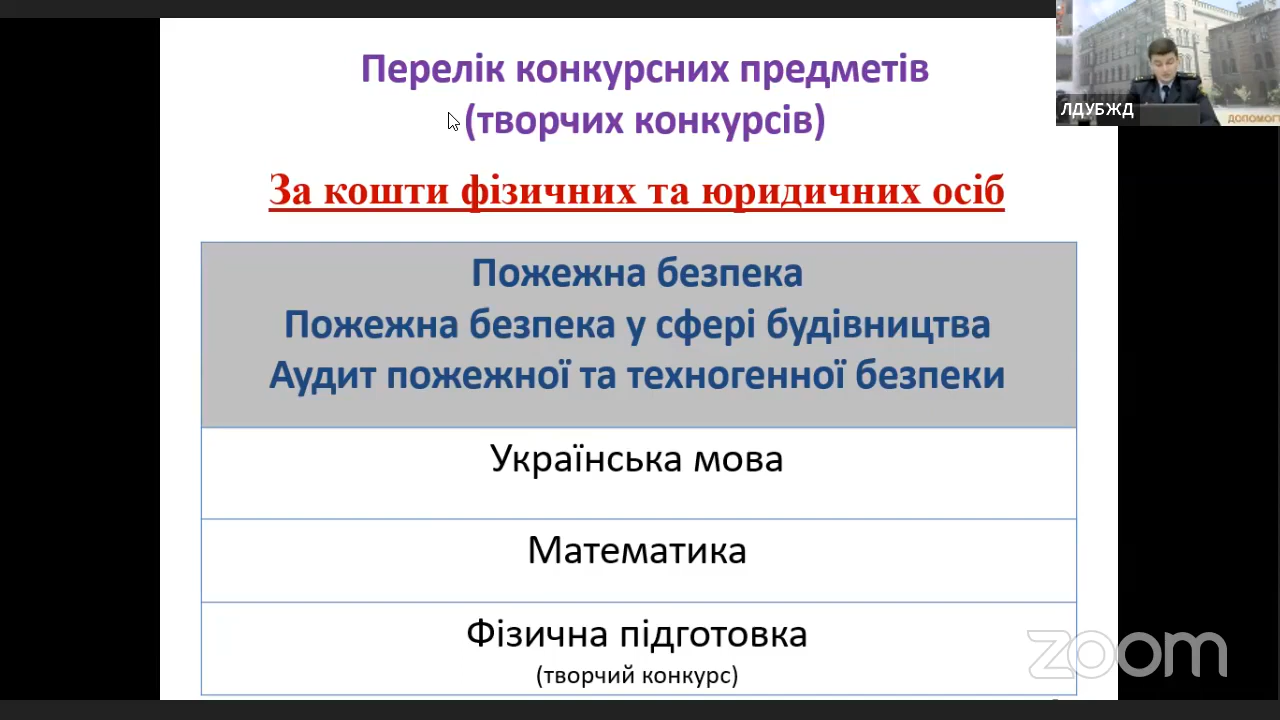 Перелік конкурсних предметів
(творчих конкурсів)
За кошти фізичних та юридичних осіб
Пожежна безпека
Пожежна безпека у сфері будівництва
Аудит пожежної та техногенної безпеки
Українська мова
Математика
Фізична підготовка
(творчий конкурс)
ЛДУБЖД
ДОПОМОГ
zoom